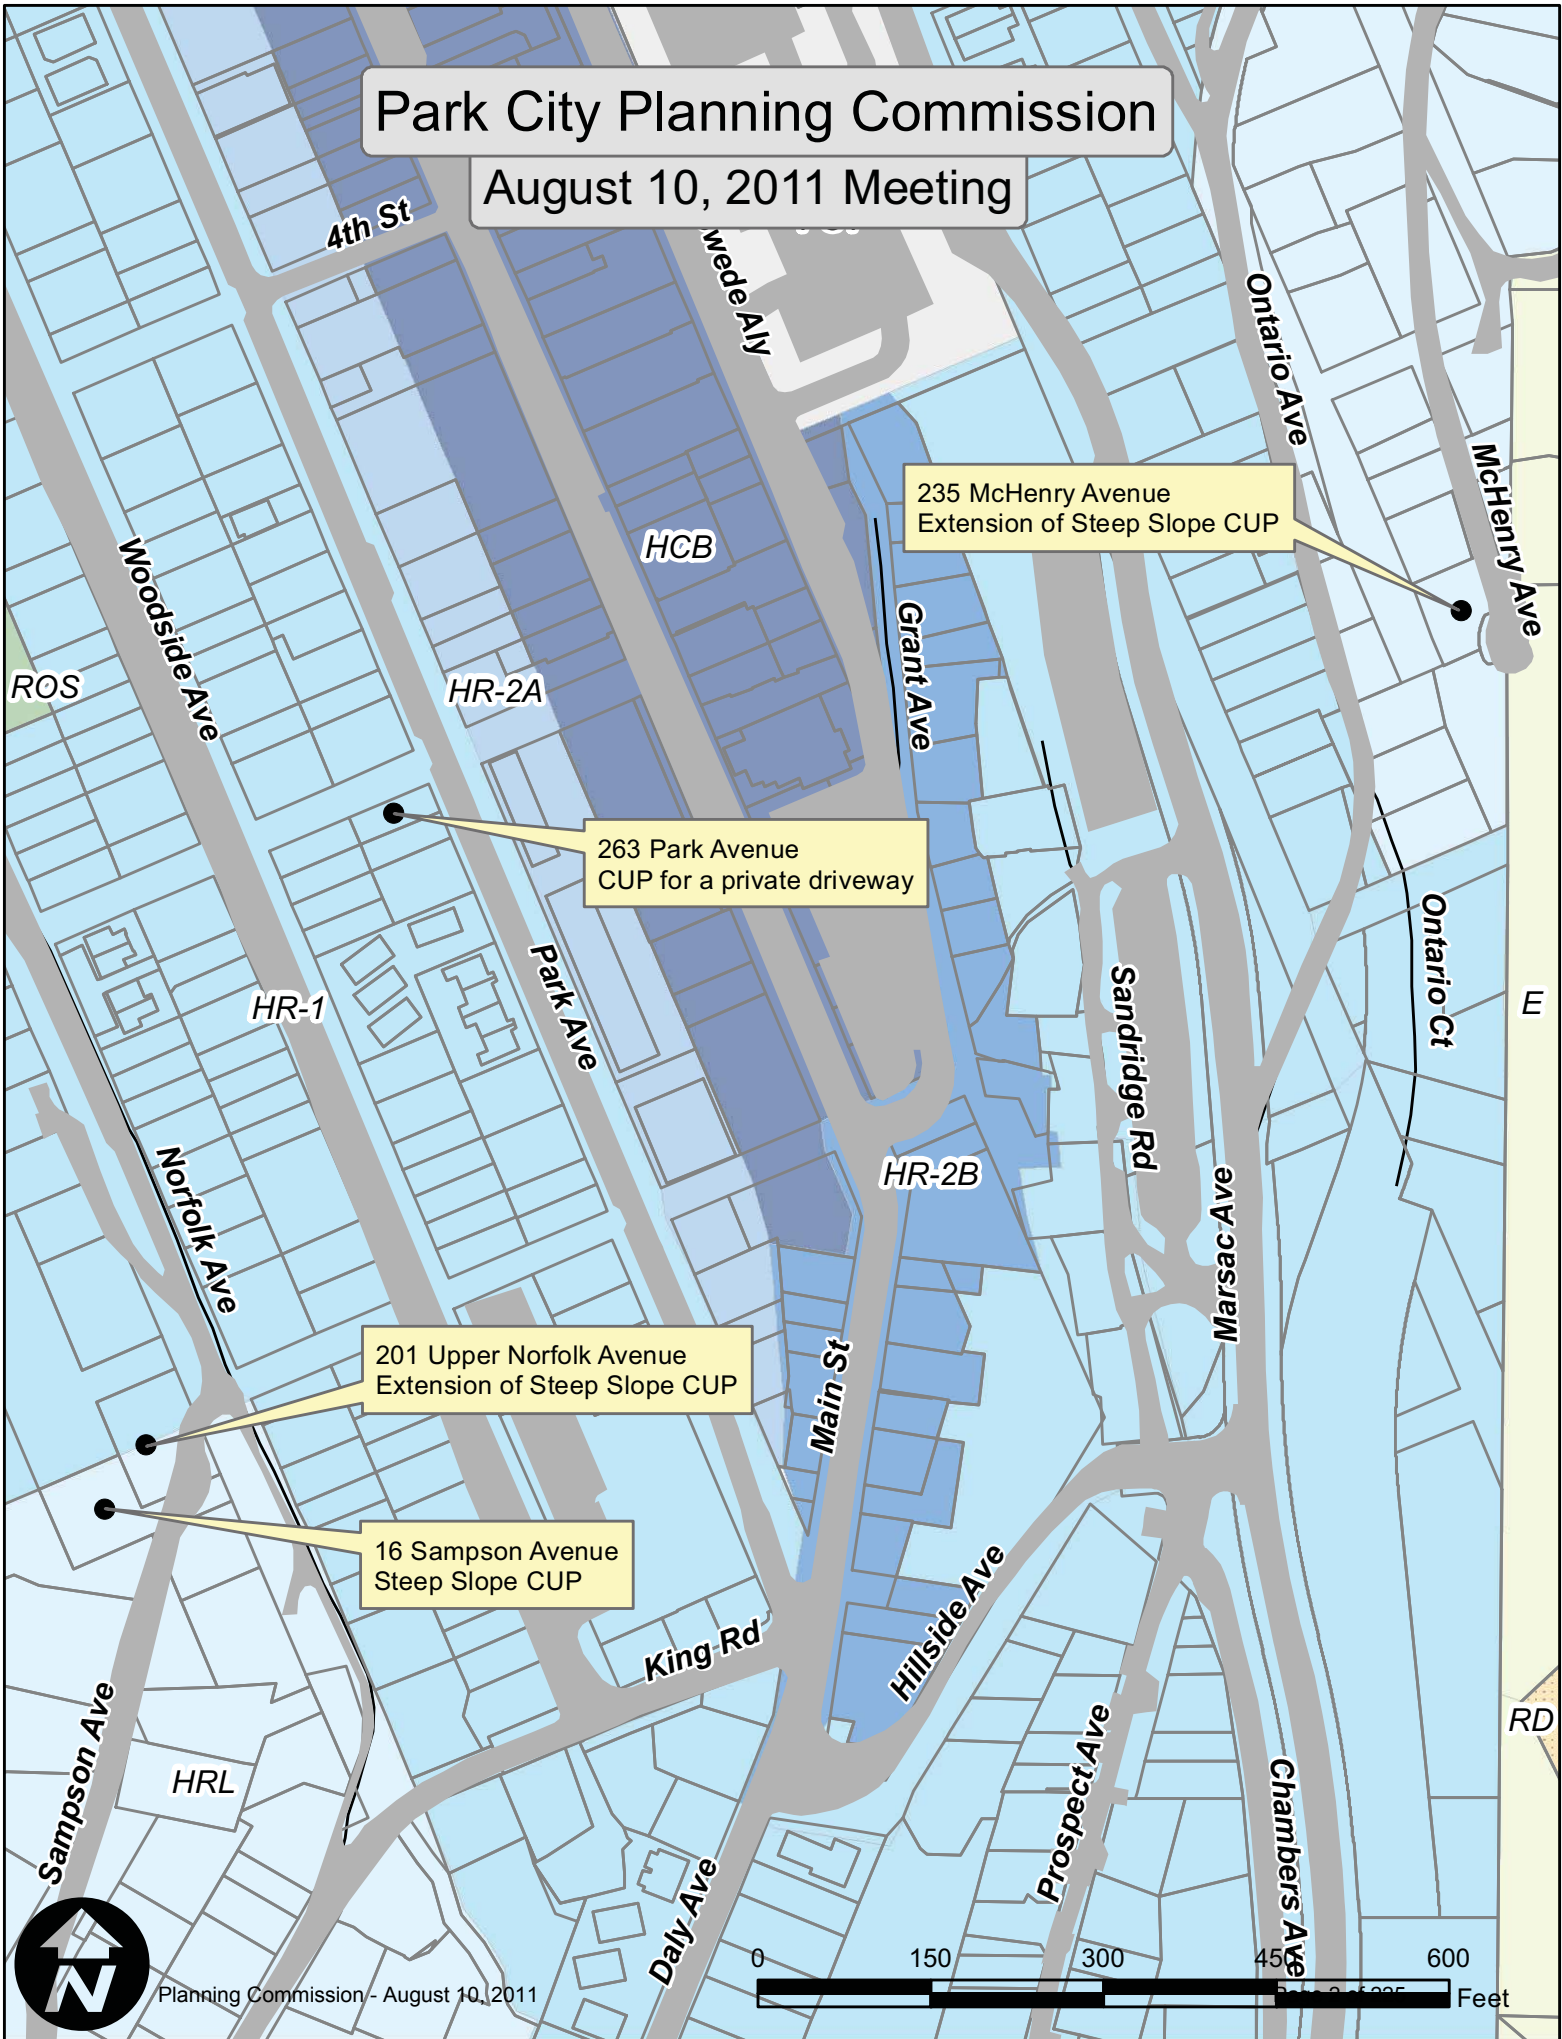 Park City Planning Commission
August 10, 2011 Meeting
4th St
wede Aly
Ontario Ave
McHenry Ave
235 McHenry Avenue
Extension of Steep Slope CUP
HCB
Woodside Ave
Grant Ave
ROS
HR-2A
263 Park Avenue
CUP for a private driveway
Park Ave
Sandridge Rd
Ontario Ct
HR-1
E
Norfolk Ave
HR-2B
Marsac Ave
201 Upper Norfolk Avenue
Extension of Steep Slope CUP
Main St
16 Sampson Avenue
Steep Slope CUP
King Rd
Hillside Ave
Sampson Ave
HRL
Prospect Ave
Chambers Ave
RD
Daly Ave
N
Planning Commission - August 10, 2011
0 150 300 450 600
Feet